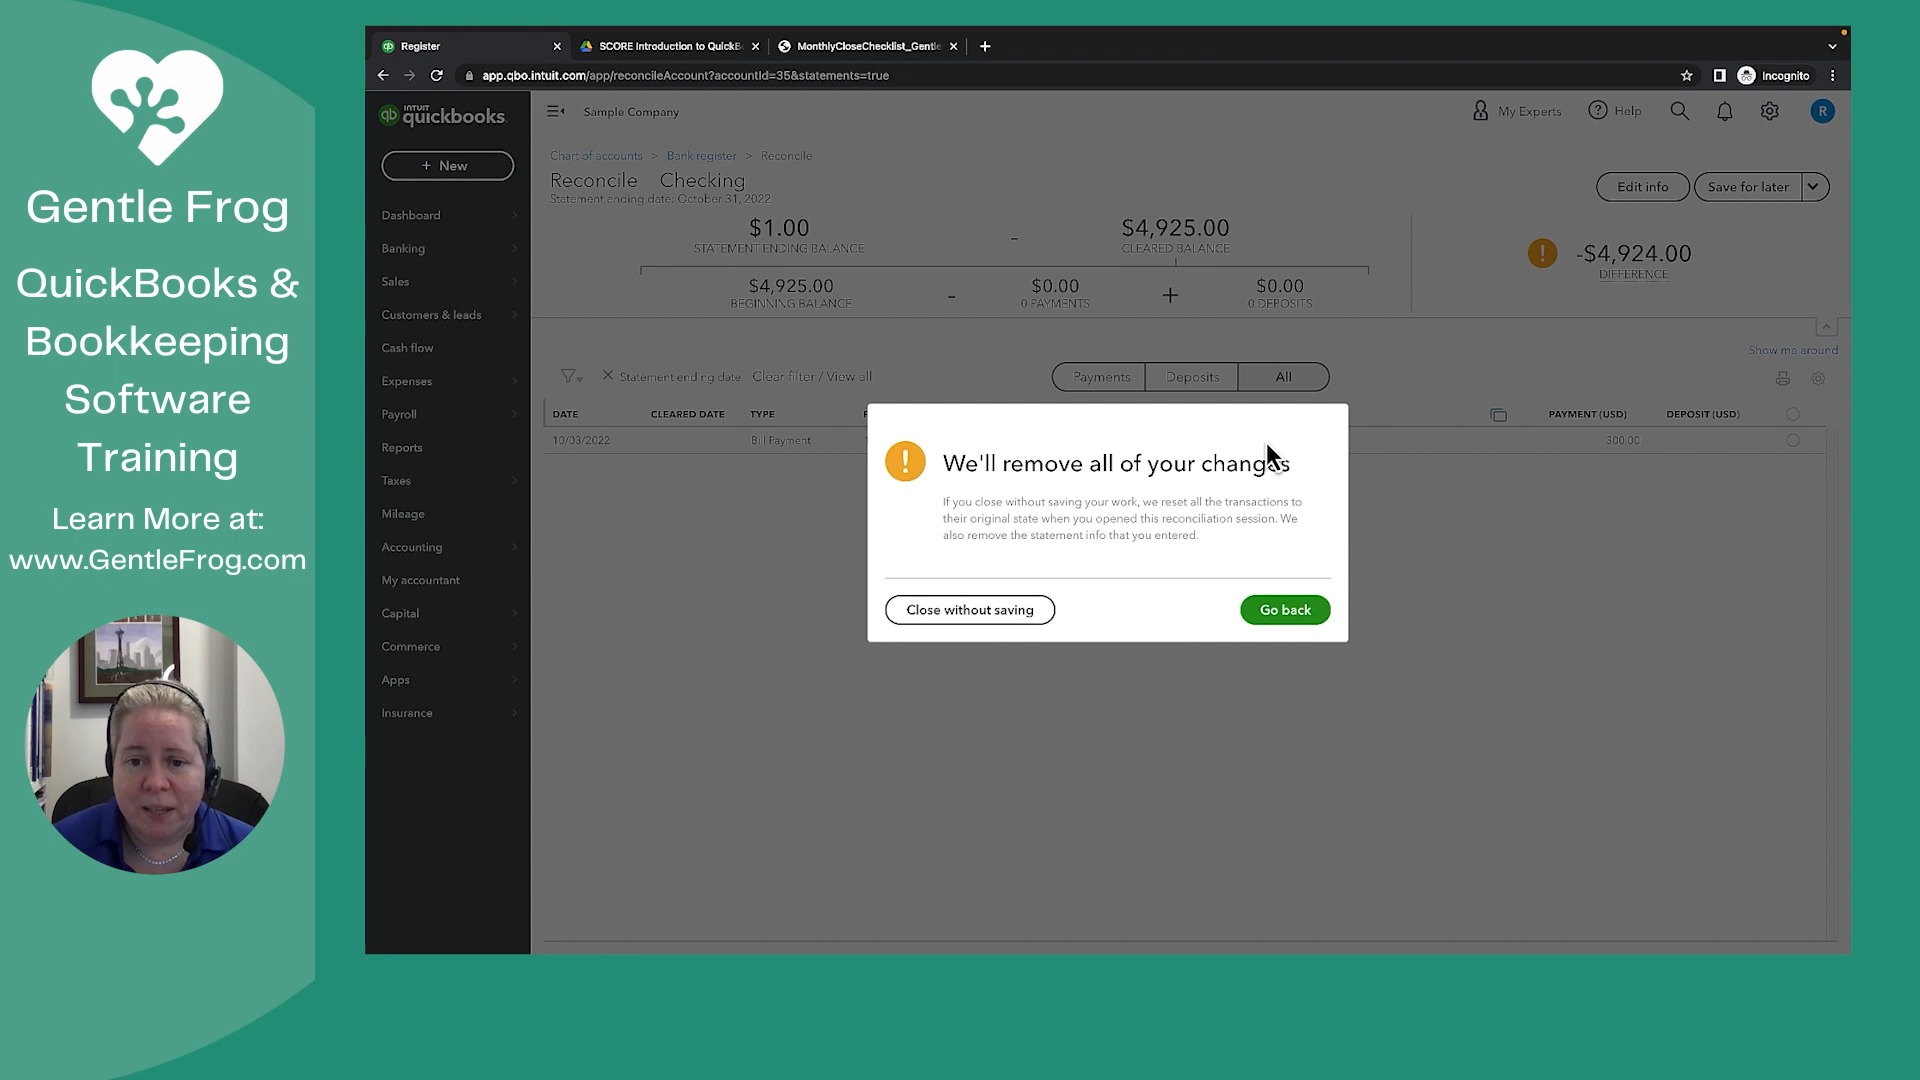 Gentle Frog
QuickBooks &
Bookkeeping
Software
Training
Learn More at:
www.GentleFrog.com
Register
SCORE Introduction to QuickB
MonthlyCloseChecklist_Gentle
app.qbo.intuit.com/app/reconcileAccount?accountId=35&statements=true
Incognito
INTUIT
quickbooks.
Sample Company
My Experts
Help
R
+ New
Dashboard
Banking
Sales
Customers & leads
Cash flow
Expenses
Payroll
Reports
Taxes
Mileage
Accounting
My accountant
Capital
Commerce
Apps
Insurance
Chart of accounts > Bank register > Reconcile
Reconcile Checking
Statement ending date: October 31, 2022
Edit info
Save for later
$1.00
STATEMENT ENDING BALANCE
-
$4,925.00
CLEARED BALANCE
-$4,924.00
DIFFERENCE
$4,925.00
BEGINNING BALANCE
-
$0.00
0 PAYMENTS
+
$0.00
0 DEPOSITS
Show me around
Statement ending date Clear filter / View all
Payments Deposits All
DATE CLEARED DATE TYPE PAYMENT (USD) DEPOSIT (USD)
10/03/2022 Bill Payment 300.00
We'll remove all of your changes
If you close without saving your work, we reset all the transactions to
their original state when you opened this reconciliation session. We
also remove the statement info that you entered.
Close without saving
Go back